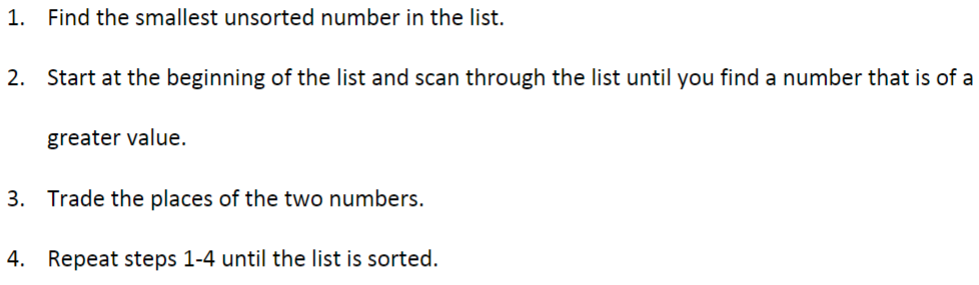 1. Find the smallest unsorted number in the list.
2. Start at the beginning of the list and scan through the list until you find a number that is of a
greater value.
3. Trade the places of the two numbers.
4. Repeat steps 1-4 until the list is sorted.